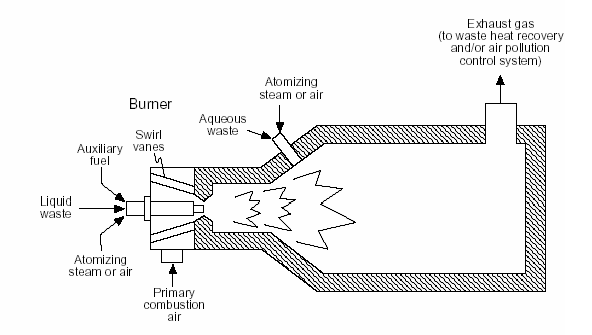 Exhaust gas
(to waste heat recovery
and/or air pollution
control system)
Atomizing
steam or air
Aqueous
waste
Burner
Swirl
vanes
Auxiliary
fuel
Liquid
waste
Atomizing
steam or air
Primary
combustion
air